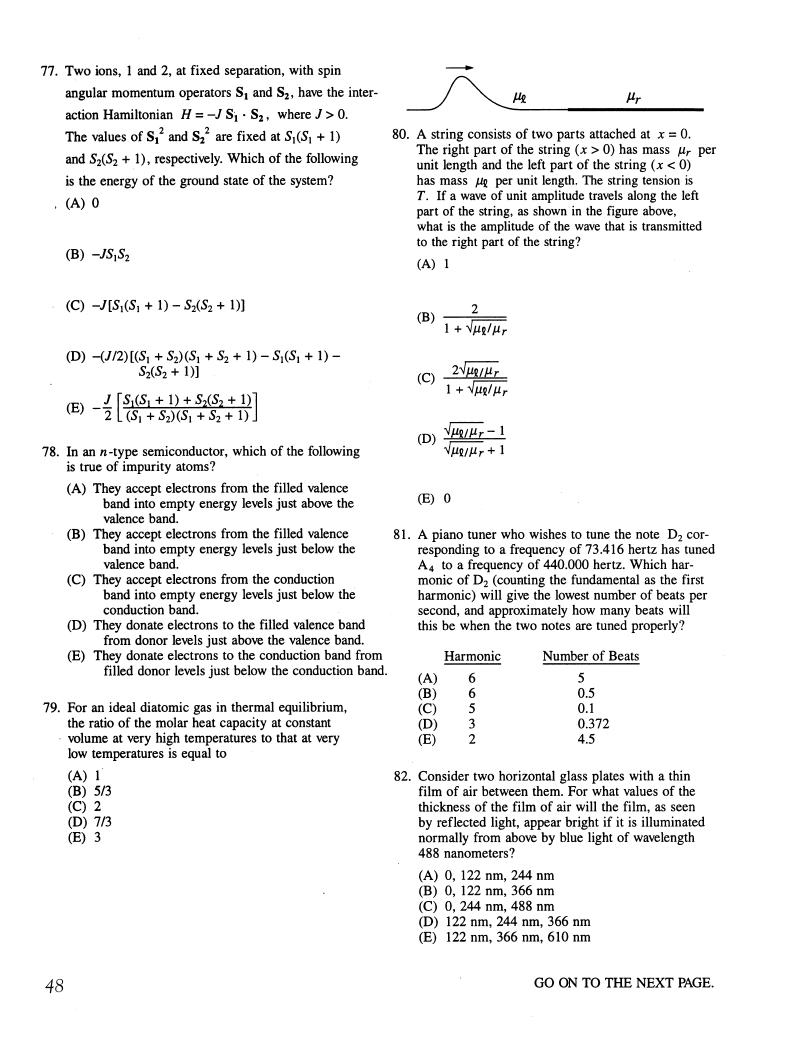 77. Two ions, 1 and 2, at fixed separation, with spin
angular momentum operators S₁ and S₂, have the inter-
action Hamiltonian H = −J S₁ · S₂, where J > 0.
The values of S₁² and S₂² are fixed at S₁(S₁ + 1)
and S₂(S₂ + 1), respectively. Which of the following
is the energy of the ground state of the system?
(A) 0
(B) −JS₁S₂
(C) −J[S₁(S₁ + 1) − S₂(S₂ + 1)]
(D) −(J/2)[(S₁ + S₂)(S₁ + S₂ + 1) − S₁(S₁ + 1) −
S₂(S₂ + 1)]
(E) −J/2 [S₁(S₁ + 1) + S₂(S₂ + 1) / (S₁ + S₂)(S₁ + S₂ + 1)]
78. In an n-type semiconductor, which of the following
is true of impurity atoms?
(A) They accept electrons from the filled valence
band into empty energy levels just above the
valence band.
(B) They accept electrons from the filled valence
band into empty energy levels just below the
valence band.
(C) They accept electrons from the conduction
band into empty energy levels just below the
conduction band.
(D) They donate electrons to the filled valence band
from donor levels just above the valence band.
(E) They donate electrons to the conduction band from
filled donor levels just below the conduction band.
79. For an ideal diatomic gas in thermal equilibrium,
the ratio of the molar heat capacity at constant
volume at very high temperatures to that at very
low temperatures is equal to
(A) 1
(B) 5/3
(C) 2
(D) 7/3
(E) 3
μℓ μr
80. A string consists of two parts attached at x = 0.
The right part of the string (x > 0) has mass μr per
unit length and the left part of the string (x < 0)
has mass μℓ per unit length. The string tension is
T. If a wave of unit amplitude travels along the left
part of the string, as shown in the figure above,
what is the amplitude of the wave that is transmitted
to the right part of the string?
(A) 1
(B) 2 / (1 + √μℓ/μr)
(C) 2√μℓ/μr / (1 + √μℓ/μr)
(D) (√μℓ/μr − 1) / (√μℓ/μr + 1)
(E) 0
81. A piano tuner who wishes to tune the note D₂ cor-
responding to a frequency of 73.416 hertz has tuned
A₄ to a frequency of 440.000 hertz. Which har-
monic of D₂ (counting the fundamental as the first
harmonic) will give the lowest number of beats per
second, and approximately how many beats will
this be when the two notes are tuned properly?
Harmonic Number of Beats
(A) 6 5
(B) 6 0.5
(C) 5 0.1
(D) 3 0.372
(E) 2 4.5
82. Consider two horizontal glass plates with a thin
film of air between them. For what values of the
thickness of the film of air will the film, as seen
by reflected light, appear bright if it is illuminated
normally from above by blue light of wavelength
488 nanometers?
(A) 0, 122 nm, 244 nm
(B) 0, 122 nm, 366 nm
(C) 0, 244 nm, 488 nm
(D) 122 nm, 244 nm, 366 nm
(E) 122 nm, 366 nm, 610 nm
48
GO ON TO THE NEXT PAGE.